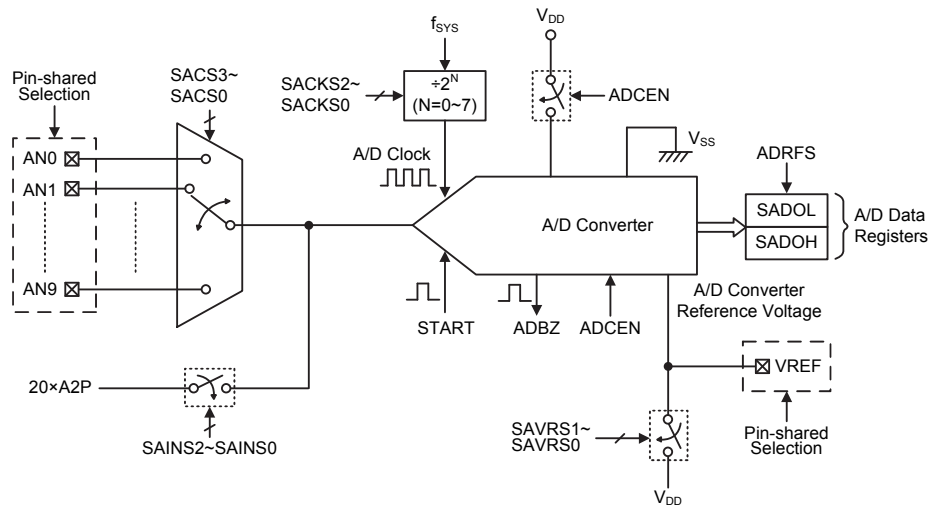 fSYS
VDD
Pin-shared
Selection
SACS3~
SACS0
SACKS2~
SACKS0
÷2^N
(N=0~7)
ADCEN
A/D Clock
VSS
ADRFS
AN0
AN1
AN9
A/D Converter
SADOL
SADOH
A/D Data
Registers
START
ADBZ
ADCEN
A/D Converter
Reference Voltage
VREF
20×A2P
SAINS2~SAINS0
SAVRS1~
SAVRS0
Pin-shared
Selection
VDD